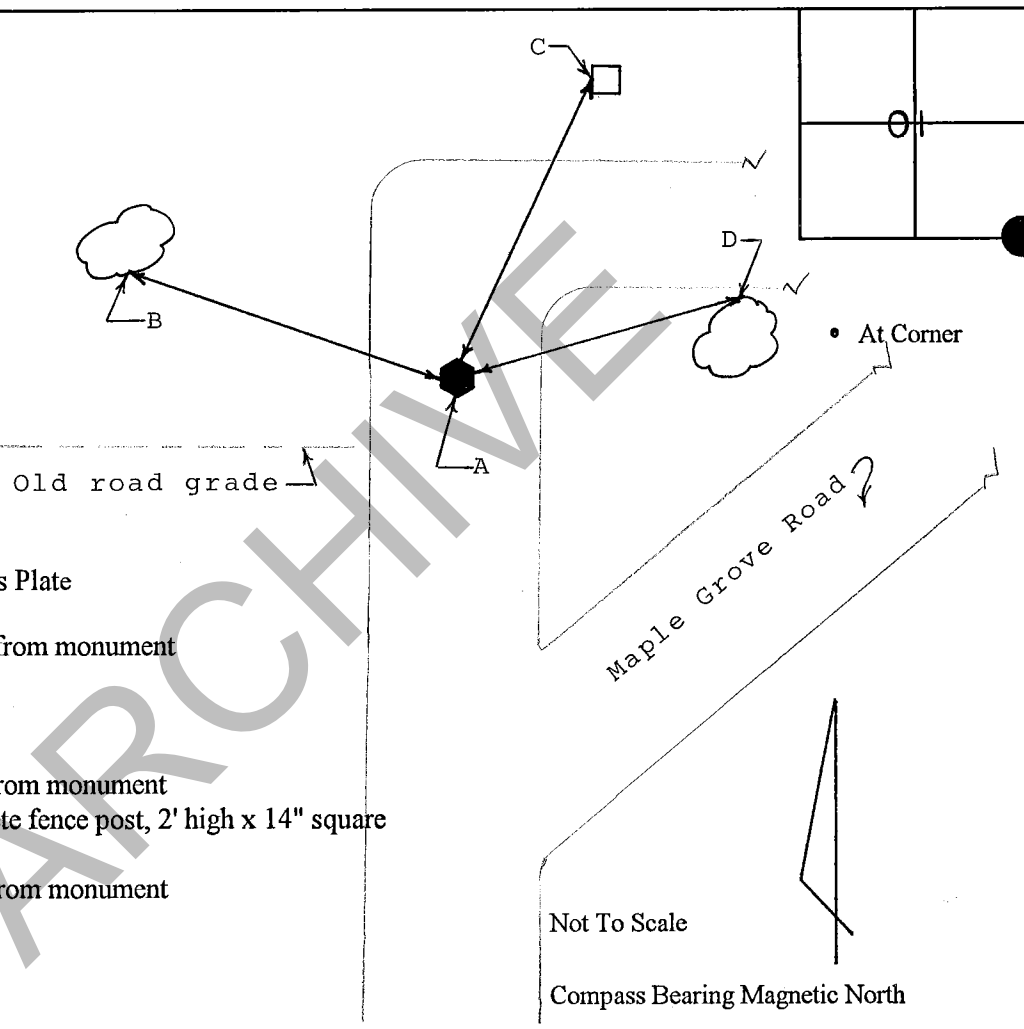 C
01
D
B
At Corner
A
Old road grade
Maple Grove Road ?
s Plate
from monument
rom monument
te fence post, 2' high x 14" square
rom monument
Not To Scale
Compass Bearing Magnetic North
ARCHIVE